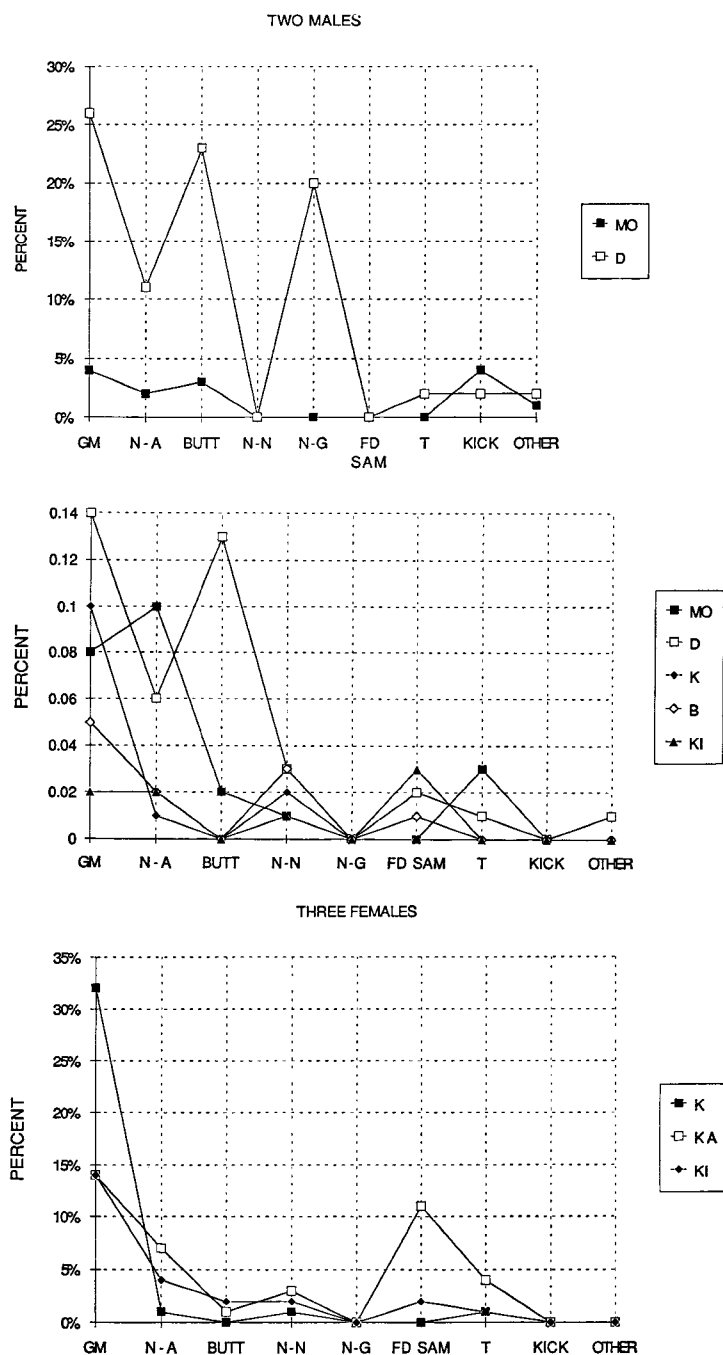 TWO MALES
30%
25%
20%
15%
10%
5%
0%
PERCENT
GM N-A BUTT N-N N-G FD SAM T KICK OTHER
MO
D
0.14
0.12
0.1
0.08
0.06
0.04
0.02
0
PERCENT
GM N-A BUTT N-N N-G FD SAM T KICK OTHER
MO
D
K
B
KI
THREE FEMALES
35%
30%
25%
20%
15%
10%
5%
0%
PERCENT
GM N-A BUTT N-N N-G FD SAM T KICK OTHER
K
KA
KI